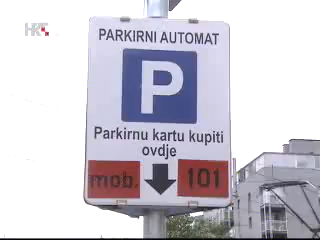 HRT
PARKIRNI AUTOMAT
P
Parkirnu kartu kupiti
ovdje
mob. 101